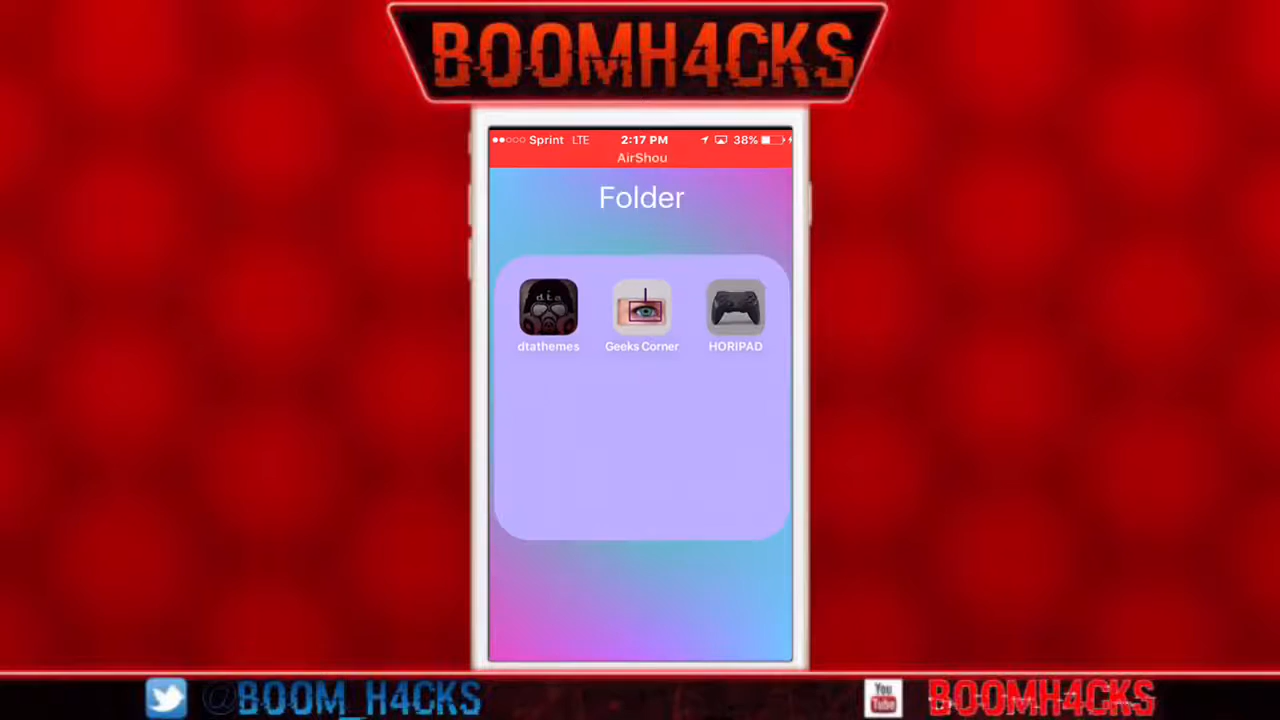 BOOMH4CKS
Sprint LTE 2:17 PM 38%
AirShou
Folder
d.t.a
dtathemes Geeks Corner HORIPAD
@BOOM_H4CKS You Tube BOOMH4CKS